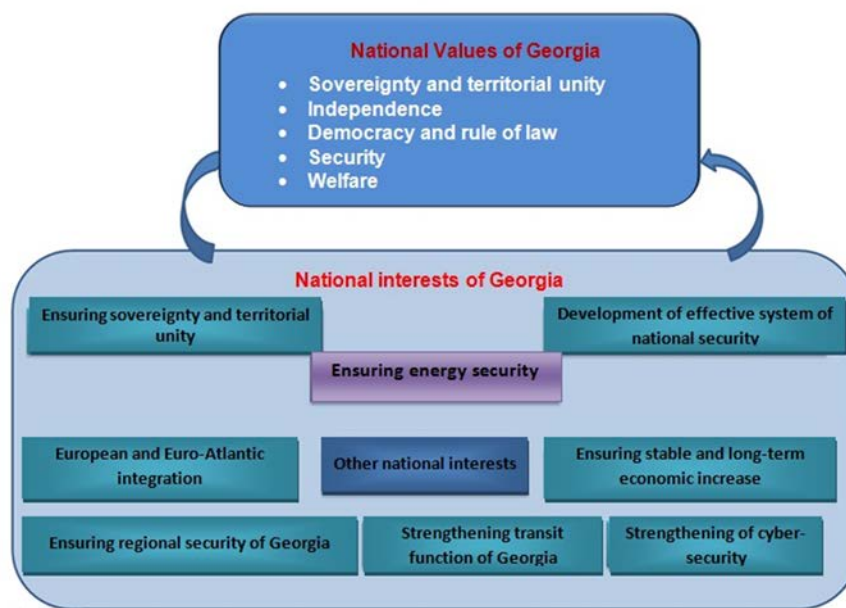 National Values of Georgia
• Sovereignty and territorial unity
• Independence
• Democracy and rule of law
• Security
• Welfare
National interests of Georgia
Ensuring sovereignty and territorial
unity
Development of effective system of
national security
Ensuring energy security
European and Euro-Atlantic
integration
Other national interests
Ensuring stable and long-term
economic increase
Ensuring regional security of Georgia
Strengthening transit
function of Georgia
Strengthening of cyber-
security